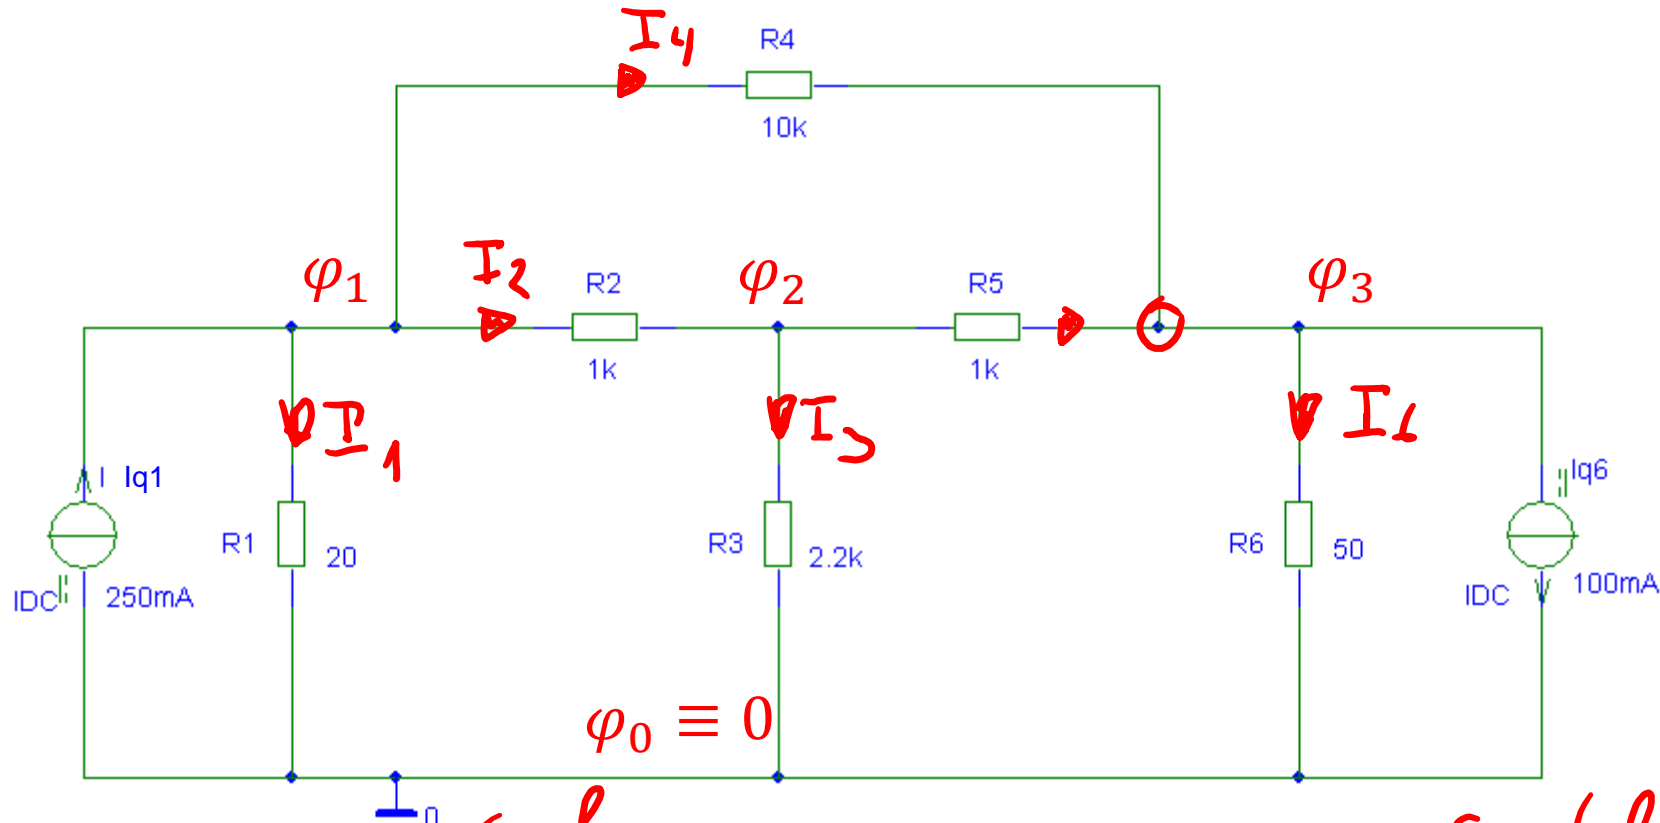 I4
R4
10k
φ1
I2
R2
φ2
R5
φ3
1k
1k
I1
I3
I6
I Iq1
Iq6
R1
20
R3
2.2k
R6
50
IDC
250mA
IDC
100mA
φ0 ≡ 0
0